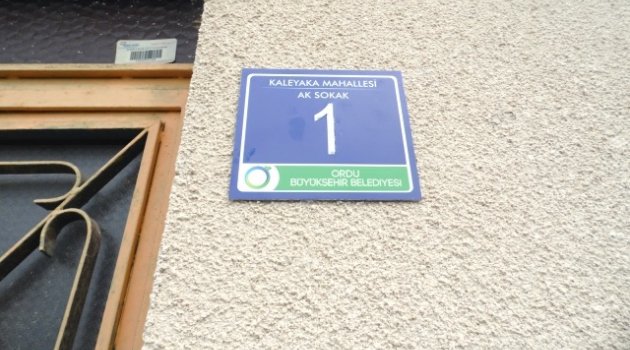 KALEYAKA MAHALLESİ
AK SOKAK
1
ORDU
BÜYÜKŞEHİR BELEDİYESİ